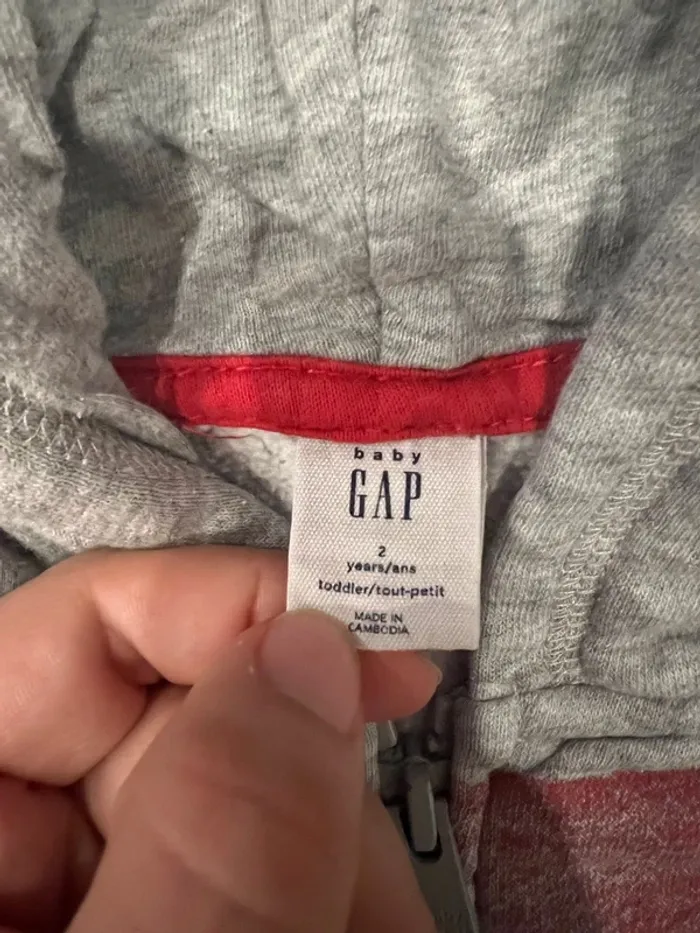 baby
GAP
2
years/ans
toddler/tout-petit
MADE IN
CAMBODIA